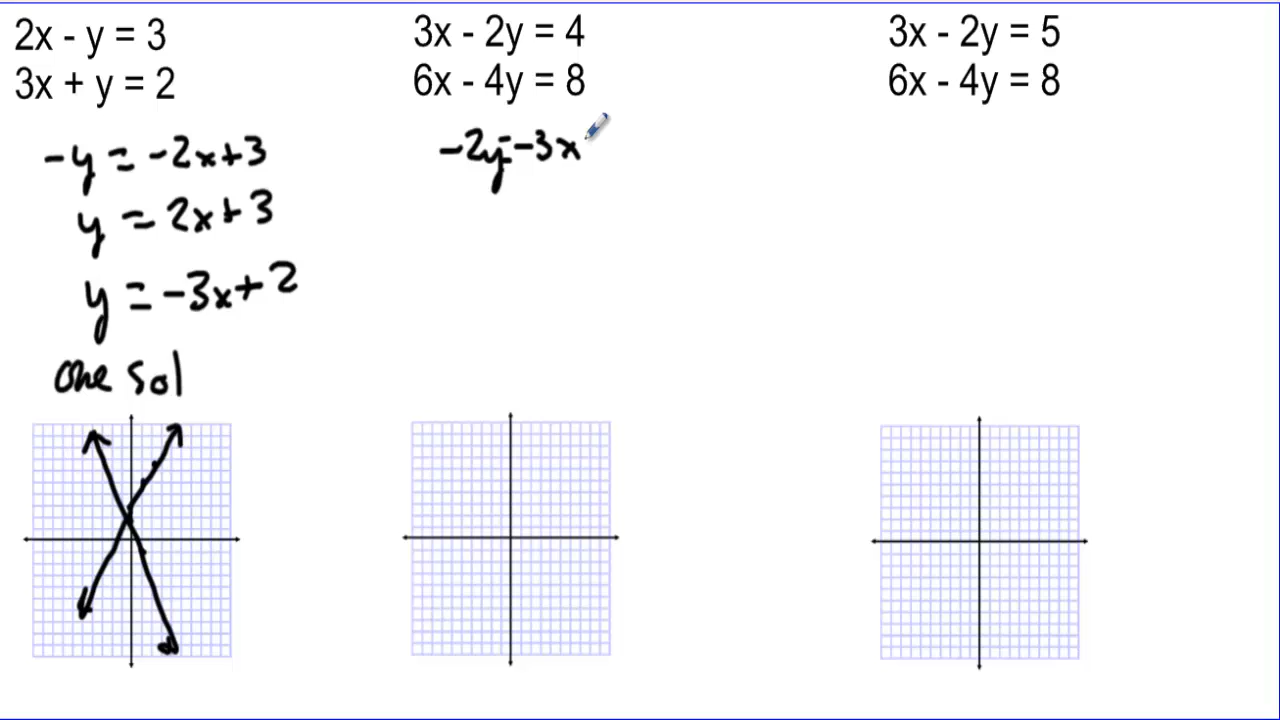 2x - y = 3
3x + y = 2
-y = -2x+3
y = 2x+3
y = -3x+2
one sol
3x - 2y = 4
6x - 4y = 8
-2y=-3x
3x - 2y = 5
6x - 4y = 8